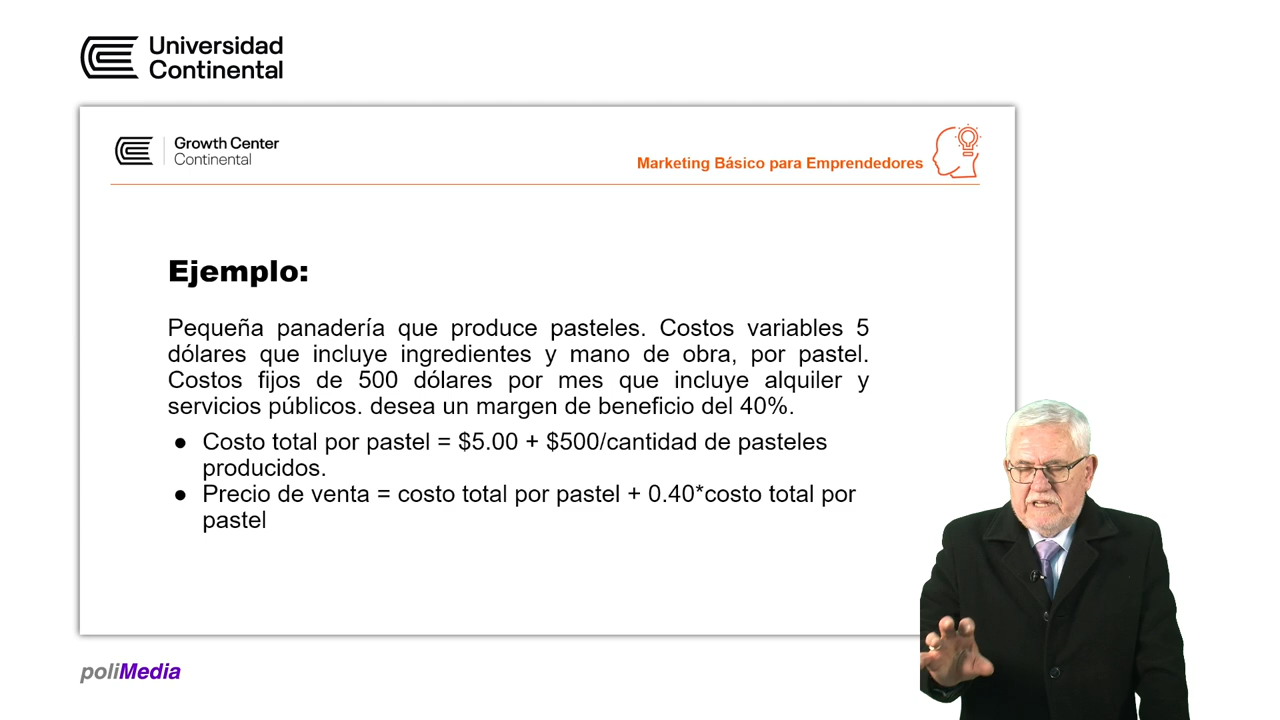 Universidad
Continental
Growth Center
Continental
Marketing Básico para Emprendedores
Ejemplo:
Pequeña panadería que produce pasteles. Costos variables 5
dólares que incluye ingredientes y mano de obra, por pastel.
Costos fijos de 500 dólares por mes que incluye alquiler y
servicios públicos. desea un margen de beneficio del 40%.
● Costo total por pastel = $5.00 + $500/cantidad de pasteles
producidos.
● Precio de venta = costo total por pastel + 0.40*costo total por
pastel
poliMedia